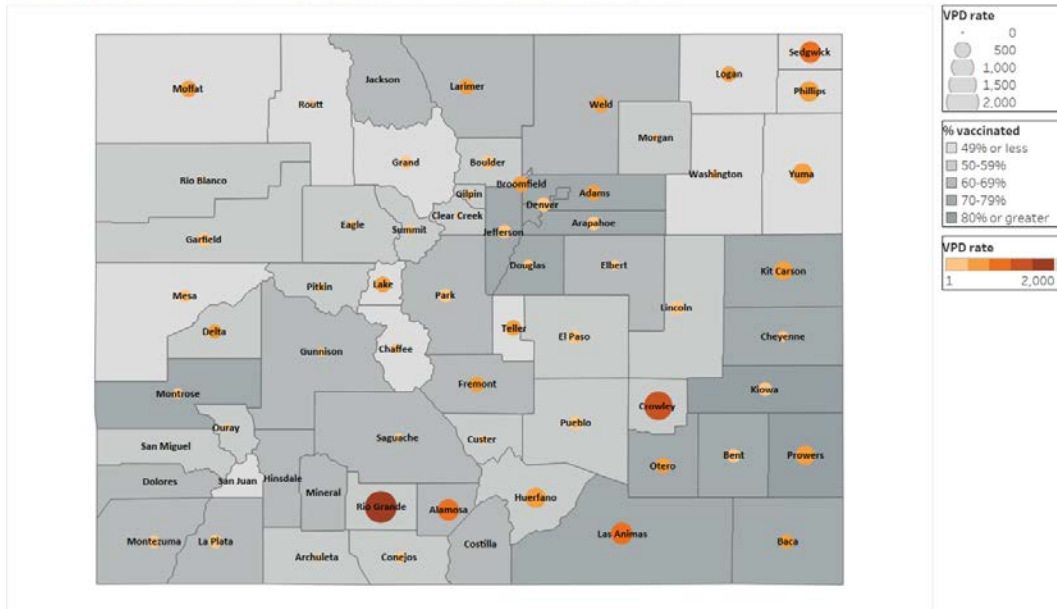 VPD rate
0
500
1,000
1,500
2,000
% vaccinated
49% or less
50-59%
60-69%
70-79%
80% or greater
VPD rate
1 2,000
Sedgwick
Logan
Phillips
Moffat
Routt
Jackson
Larimer
Weld
Morgan
Grand
Boulder
Washington
Yuma
Rio Blanco
Broomfield
Gilpin
Adams
Denver
Clear Creek
Arapahoe
Eagle
Summit
Jefferson
Garfield
Douglas
Elbert
Kit Carson
Pitkin
Lake
Park
Mesa
Lincoln
Teller
Delta
El Paso
Cheyenne
Chaffee
Gunnison
Fremont
Montrose
Kiowa
Crowley
Pueblo
Ouray
Saguache
Custer
San Miguel
Bent
Prowers
Otero
Dolores
San Juan
Hinsdale
Mineral
Huerfano
Rio Grande
Alamosa
Las Animas
Montezuma
La Plata
Costilla
Baca
Archuleta
Conejos